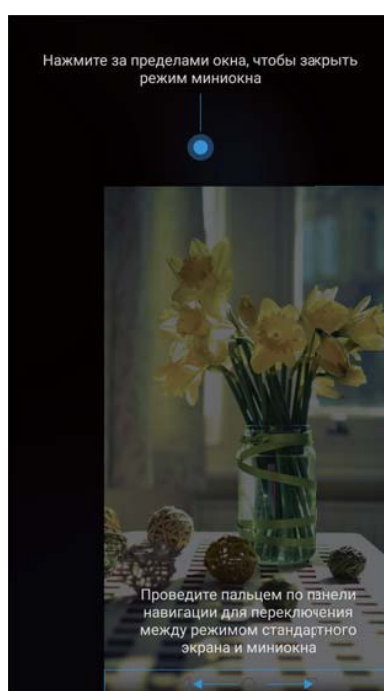 Нажмите за пределами окна, чтобы закрыть
режим миниокна
Проведите пальцем по панели
навигации для переключения
между режимом стандартного
экрана и миниокна